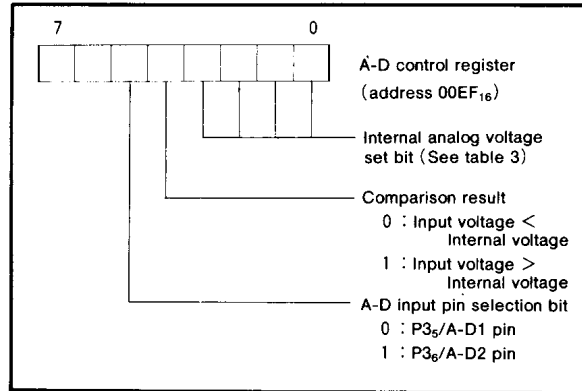 7 0
A-D control register
(address 00EF₁₆)
Internal analog voltage
set bit (See table 3)
Comparison result
0 : Input voltage <
Internal voltage
1 : Input voltage >
Internal voltage
A-D input pin selection bit
0 : P3₅/A-D1 pin
1 : P3₆/A-D2 pin